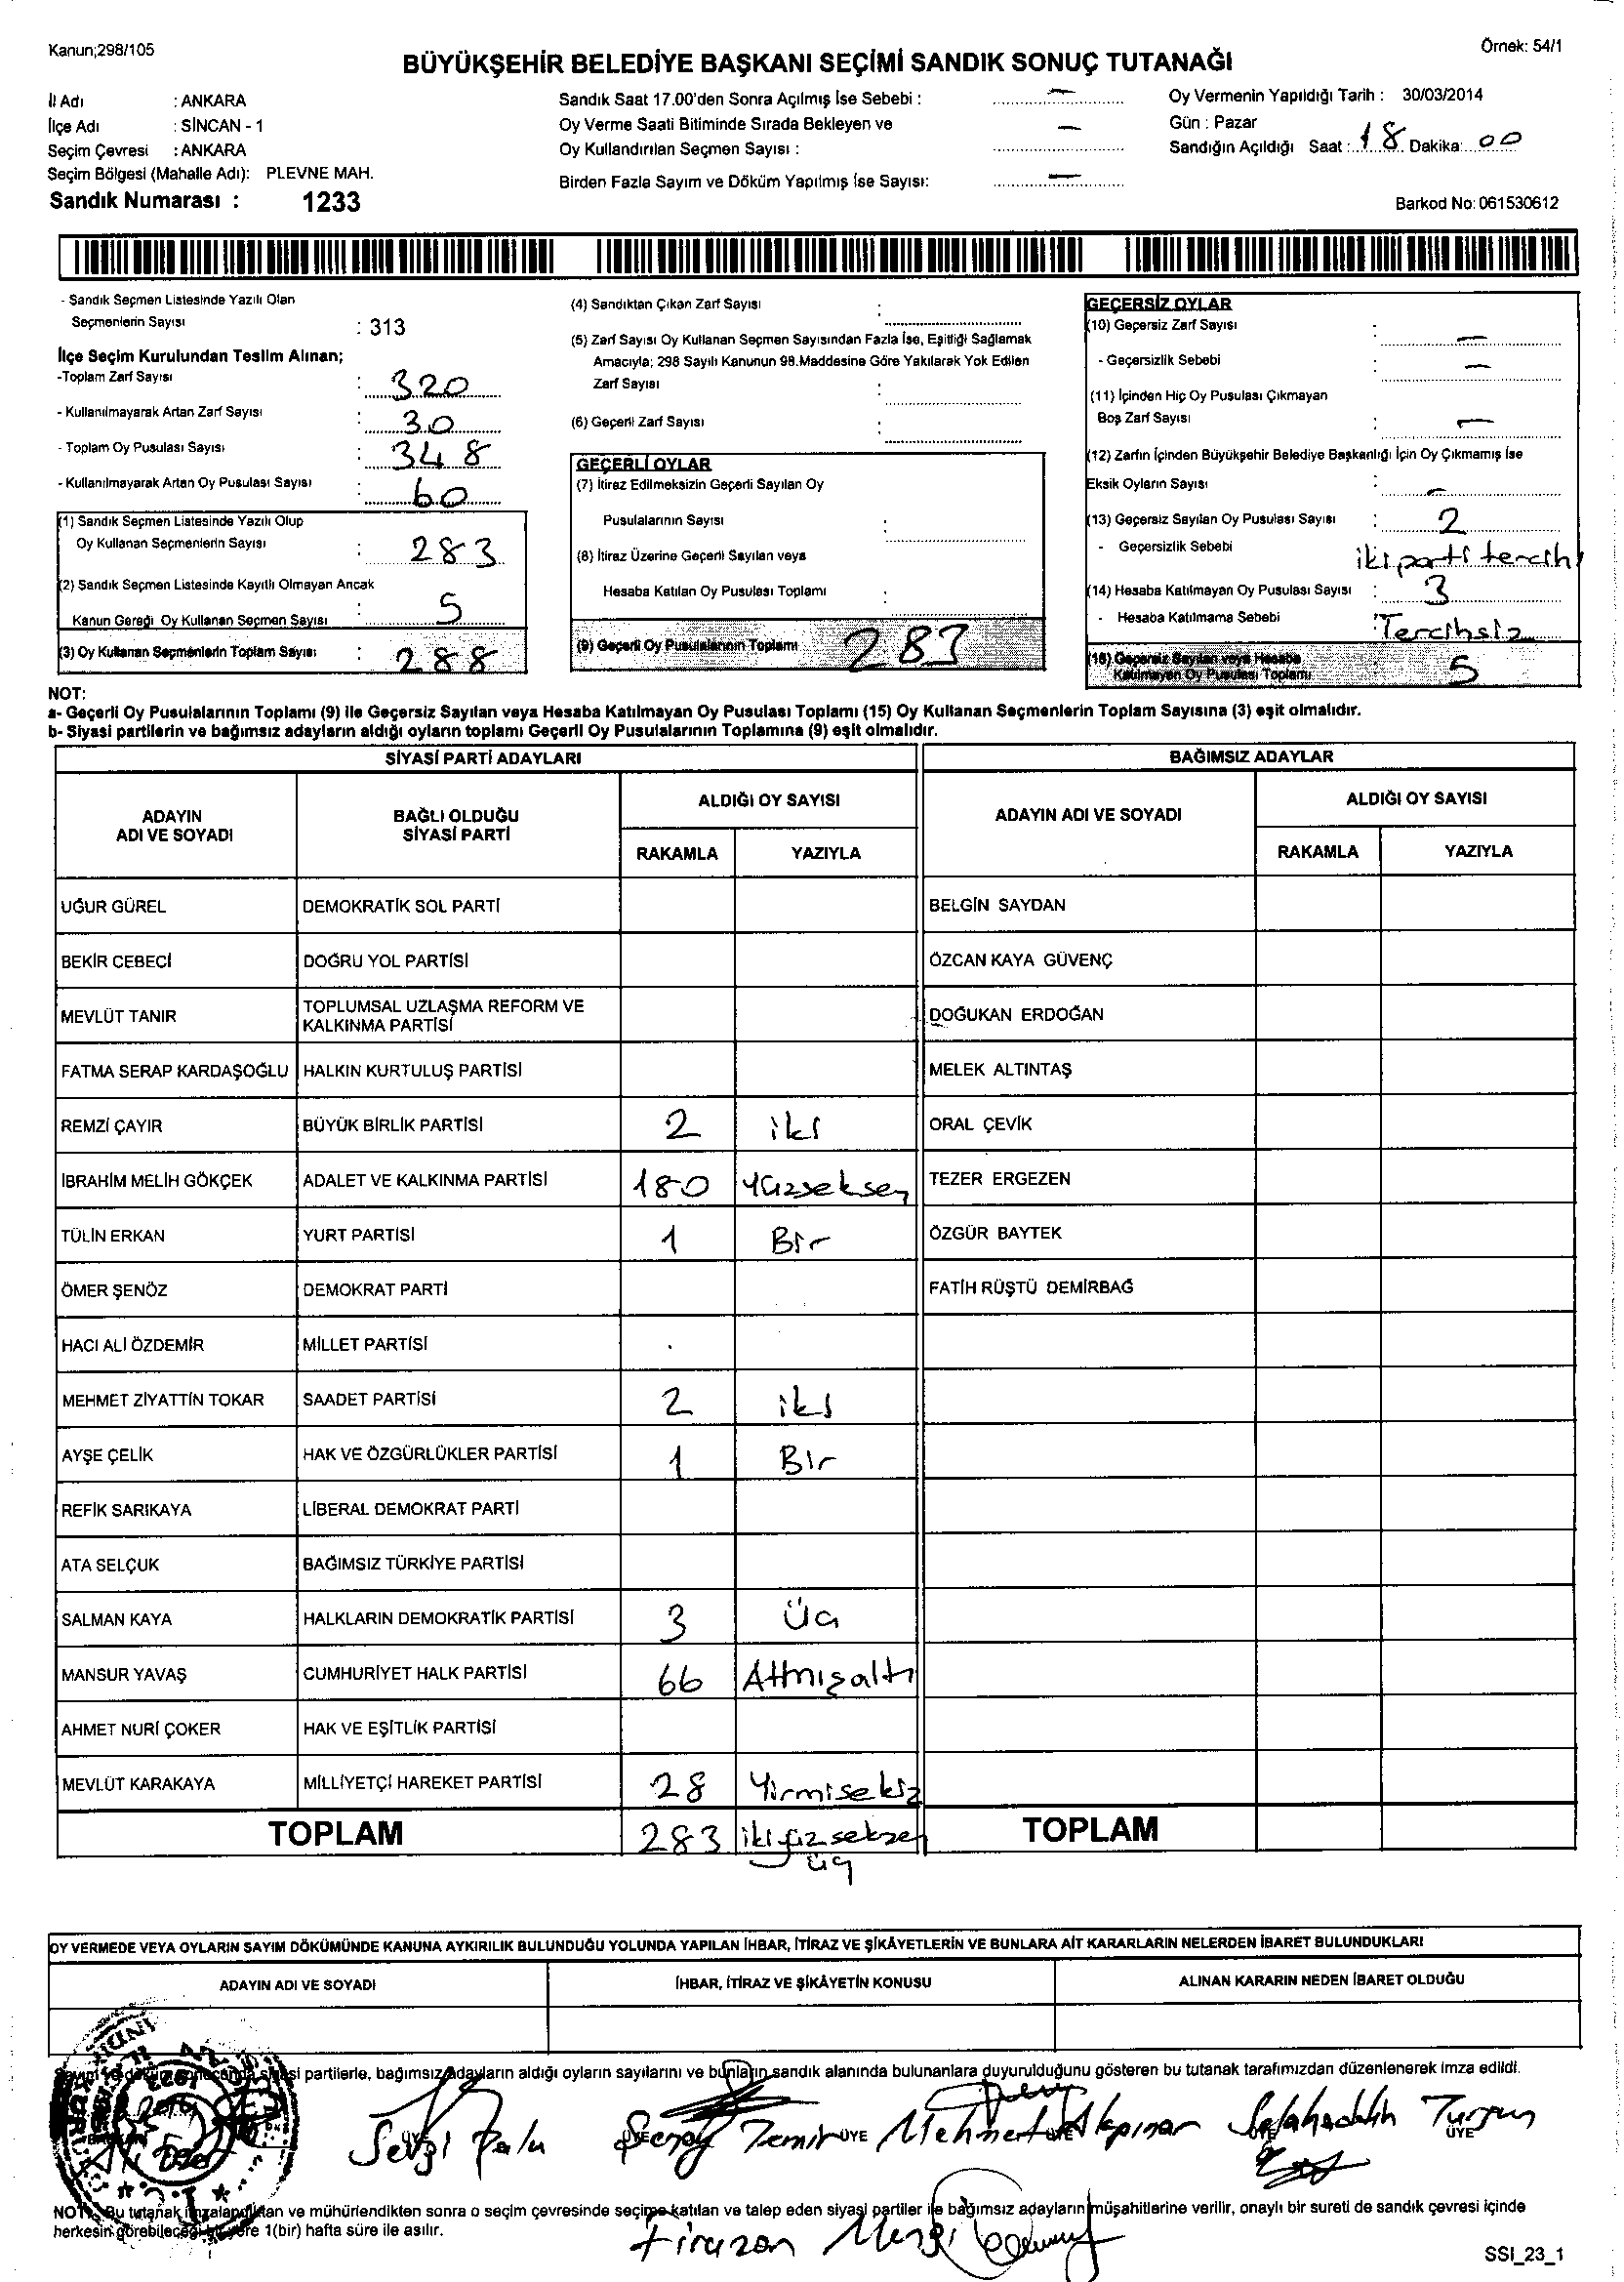 Kanun;298/105
Örnek: 54/1
BÜYÜKŞEHİR BELEDİYE BAŞKANI SEÇİMİ SANDIK SONUÇ TUTANAĞI
İl Adı : ANKARA
İlçe Adı : SİNCAN - 1
Seçim Çevresi : ANKARA
Seçim Bölgesi (Mahalle Adı): PLEVNE MAH.
Sandık Numarası : 1233
Sandık Saat 17.00'den Sonra Açılmış İse Sebebi : —
Oy Verme Saati Bitiminde Sırada Bekleyen ve
Oy Kullandırılan Seçmen Sayısı : —
Birden Fazla Sayım ve Döküm Yapılmış İse Sayısı: —
Oy Vermenin Yapıldığı Tarih : 30/03/2014
Gün : Pazar
Sandığın Açıldığı Saat : 18 Dakika: 00
Barkod No: 061530612
- Sandık Seçmen Listesinde Yazılı Olan
Seçmenlerin Sayısı : 313
İlçe Seçim Kurulundan Teslim Alınan;
-Toplam Zarf Sayısı : 320
- Kullanılmayarak Artan Zarf Sayısı : 30
- Toplam Oy Pusulası Sayısı : 348
- Kullanılmayarak Artan Oy Pusulası Sayısı : 60
(1) Sandık Seçmen Listesinde Yazılı Olup
Oy Kullanan Seçmenlerin Sayısı : 283
(2) Sandık Seçmen Listesinde Kayıtlı Olmayan Ancak
Kanun Gereği Oy Kullanan Seçmen Sayısı : 5
(3) Oy Kullanan Seçmenlerin Toplam Sayısı : 288
(4) Sandıktan Çıkan Zarf Sayısı :
(5) Zarf Sayısı Oy Kullanan Seçmen Sayısından Fazla İse, Eşitliği Sağlamak
Amacıyla; 298 Sayılı Kanunun 98.Maddesine Göre Yakılarak Yok Edilen
Zarf Sayısı :
(6) Geçerli Zarf Sayısı :
GEÇERLİ OYLAR
(7) İtiraz Edilmeksizin Geçerli Sayılan Oy
Pusulalarının Sayısı :
(8) İtiraz Üzerine Geçerli Sayılan veya
Hesaba Katılan Oy Pusulası Toplamı :
(9) Geçerli Oy Pusulalarının Toplamı 283
GEÇERSİZ OYLAR
(10) Geçersiz Zarf Sayısı : —
- Geçersizlik Sebebi : —
(11) İçinden Hiç Oy Pusulası Çıkmayan
Boş Zarf Sayısı : —
(12) Zarfın İçinden Büyükşehir Belediye Başkanlığı İçin Oy Çıkmamış İse
Eksik Oyların Sayısı : —
(13) Geçersiz Sayılan Oy Pusulası Sayısı : 2
- Geçersizlik Sebebi iki parti tercihi
(14) Hesaba Katılmayan Oy Pusulası Sayısı : 3
- Hesaba Katılmama Sebebi : Tercihsiz
(15) Geçersiz Sayılan veya Hesaba
Katılmayan Oy Pusulası Toplamı 5
NOT:
a- Geçerli Oy Pusulalarının Toplamı (9) ile Geçersiz Sayılan veya Hesaba Katılmayan Oy Pusulası Toplamı (15) Oy Kullanan Seçmenlerin Toplam Sayısına (3) eşit olmalıdır.
b- Siyasi partilerin ve bağımsız adayların aldığı oyların toplamı Geçerli Oy Pusulalarının Toplamına (9) eşit olmalıdır.
SİYASİ PARTİ ADAYLARI BAĞIMSIZ ADAYLAR
ADAYIN ADI VE SOYADI BAĞLI OLDUĞU SİYASİ PARTİ ALDIĞI OY SAYISI ADAYIN ADI VE SOYADI ALDIĞI OY SAYISI
RAKAMLA YAZIYLA RAKAMLA YAZIYLA
UĞUR GÜREL DEMOKRATİK SOL PARTİ BELGİN SAYDAN
BEKİR CEBECİ DOĞRU YOL PARTİSİ ÖZCAN KAYA GÜVENÇ
MEVLÜT TANIR TOPLUMSAL UZLAŞMA REFORM VE KALKINMA PARTİSİ DOĞUKAN ERDOĞAN
FATMA SERAP KARDAŞOĞLU HALKIN KURTULUŞ PARTİSİ MELEK ALTINTAŞ
REMZİ ÇAYIR BÜYÜK BİRLİK PARTİSİ 2 iki ORAL ÇEVİK
İBRAHİM MELİH GÖKÇEK ADALET VE KALKINMA PARTİSİ 180 Yüzseksen TEZER ERGEZEN
TÜLİN ERKAN YURT PARTİSİ 1 Bir ÖZGÜR BAYTEK
ÖMER ŞENÖZ DEMOKRAT PARTİ FATİH RÜŞTÜ DEMİRBAĞ
HACI ALİ ÖZDEMİR MİLLET PARTİSİ
MEHMET ZİYATTİN TOKAR SAADET PARTİSİ 2 iki
AYŞE ÇELİK HAK VE ÖZGÜRLÜKLER PARTİSİ 1 Bir
REFİK SARIKAYA LİBERAL DEMOKRAT PARTİ
ATA SELÇUK BAĞIMSIZ TÜRKİYE PARTİSİ
SALMAN KAYA HALKLARIN DEMOKRATİK PARTİSİ 3 Üç
MANSUR YAVAŞ CUMHURİYET HALK PARTİSİ 66 Atmışaltı
AHMET NURİ ÇOKER HAK VE EŞİTLİK PARTİSİ
MEVLÜT KARAKAYA MİLLİYETÇİ HAREKET PARTİSİ 28 Yirmisekiz
TOPLAM 283 ikiyüzseksen üç TOPLAM
OY VERMEDE VEYA OYLARIN SAYIM DÖKÜMÜNDE KANUNA AYKIRILIK BULUNDUĞU YOLUNDA YAPILAN İHBAR, İTİRAZ VE ŞİKÂYETLERİN VE BUNLARA AİT KARARLARIN NELERDEN İBARET BULUNDUKLARI
ADAYIN ADI VE SOYADI İHBAR, İTİRAZ VE ŞİKÂYETİN KONUSU ALINAN KARARIN NEDEN İBARET OLDUĞU
partilerle, bağımsız adayların aldığı oyların sayılarını ve bunların sandık alanında bulunanlara duyurulduğunu gösteren bu tutanak tarafımızdan düzenlenerek imza edildi.
Sevgi Şenay Temir ÜYE Mehmet Akpınar Selahaddin Turgun ÜYE
NOT: Bu tutanak imzalandıktan ve mühürlendikten sonra o seçim çevresinde seçime katılan ve talep eden siyasi partiler ile bağımsız adayların müşahitlerine verilir, onaylı bir sureti de sandık çevresi içinde
herkesin görebileceği bir yere 1(bir) hafta süre ile asılır.
SSI_23_1